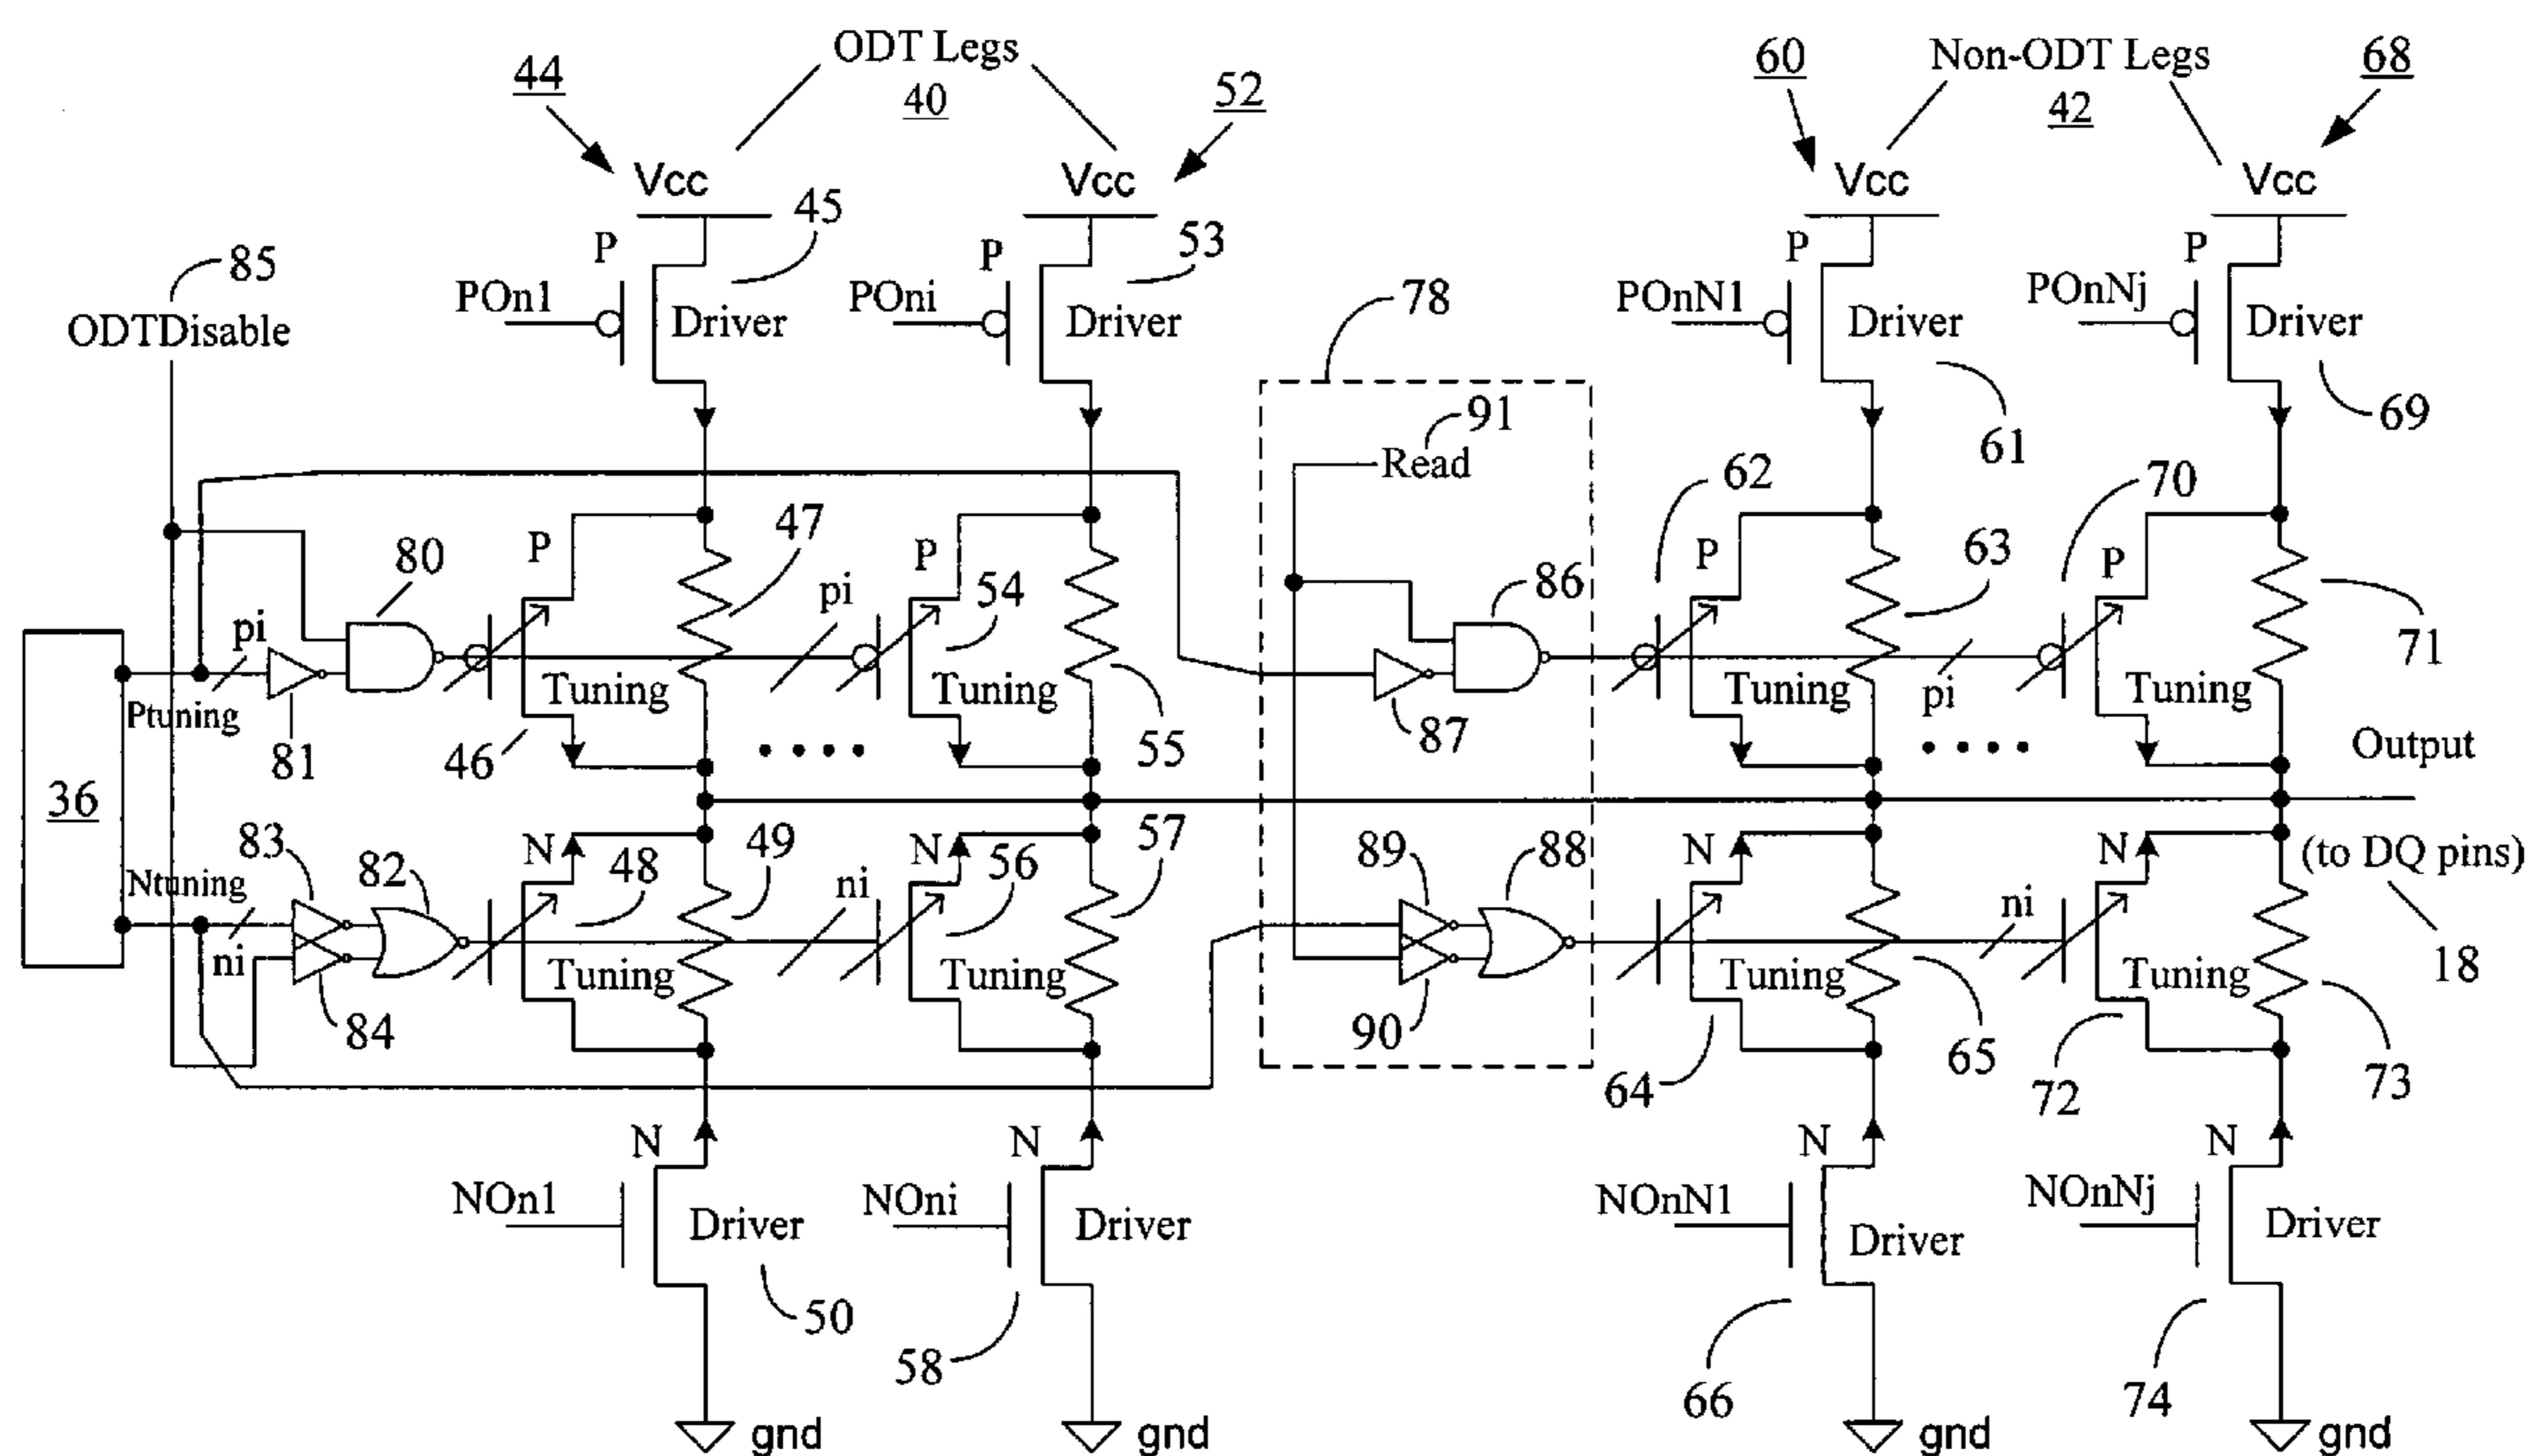 44
ODT Legs
40
52
60
Non-ODT Legs
42
68
Vcc
Vcc
Vcc
Vcc
P
45
P
53
P
P
85
POn1
Driver
POni
Driver
78
POnN1
Driver
POnNj
Driver
ODTDisable
91
Read
61
69
62
70
P
47
P
P
63
P
80
pi
54
86
71
pi
Tuning
Tuning
Tuning
pi
Tuning
Ptuning
81
46
55
87
Output
36
83
82
N
48
49
ni
N
56
57
89
88
N
ni
N
(to DQ pins)
Ntuning
ni
Tuning
Tuning
Tuning
Tuning
18
84
90
64
65
72
73
N
N
N
N
NOn1
Driver
NOni
Driver
NOnN1
Driver
NOnNj
Driver
50
58
66
74
gnd
gnd
gnd
gnd